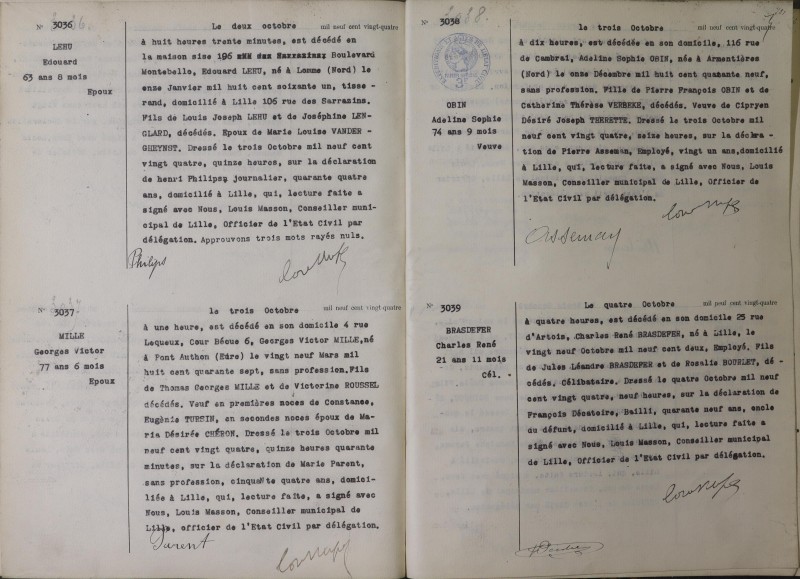 N° 3036
LEHU
Edouard
63 ans 8 mois
Epoux
Le deux octobre mil neuf cent vingt-quatre
à huit heures trente minutes, est décédé en
la maison sise 196 rue des Sarrazins, Boulevard
Montebello, Edouard LEHU, né à Lomme (Nord) le
onze Janvier mil huit cent soixante un, tisse-
rand, domicilié à Lille 106 rue des Sarrazins.
Fils de Louis Joseph LEHU et de Joséphine LEN-
GLARD, décédés. Epoux de Marie Louise VANDER -
GHEYNST. Dressé le trois Octobre mil neuf cent
vingt quatre, quinze heures, sur la déclaration
de henri Philips, journalier, quarante quatre
ans, domicilié à Lille, qui, lecture faite a
signé avec Nous, Louis Masson, Conseiller muni-
cipal de Lille, Officier de l'Etat Civil par
délégation. Approuvons trois mots rayés nuls.
Philips
N° 3037
MILLE
Georges Victor
77 ans 6 mois
Epoux
le trois Octobre mil neuf cent vingt-quatre
à une heure, est décédé en son domicile 4 rue
Lequeux, Cour Bécue 6, Georges Victor MILLE, né
à Pont Authon (Eure) le vingt neuf Mars mil
huit cent quarante sept, sans profession. Fils
de Thomas Georges MILLE et de Victorine ROUSSEL
décédés. Veuf en premières noces de Constance,
Eugénie TURSIN, en secondes noces époux de Ma-
ria Désirée CHÉRON. Dressé le trois Octobre mil
neuf cent vingt quatre, quinze heures quarante
minutes, sur la déclaration de Marie Parent,
sans profession, cinquante quatre ans, domici-
liée à Lille, qui, lecture faite, a signé avec
Nous, Louis Masson, Conseiller municipal de
Lille, officier de l'Etat Civil par délégation.
Parent
N° 3038
OBIN
Adeline Sophie
74 ans 9 mois
Veuve
le trois Octobre mil neuf cent vingt-quatre
à dix heures, est décédée en son domicile, 116 rue
de Cambrai, Adeline Sophie OBIN, née à Armentières
(Nord) le onze Décembre mil huit cent quarante neuf,
sans profession. Fille de Pierre François OBIN et de
Catherine Thérèse VERBEKE, décédés. Veuve de Cipryen
Désiré Joseph TERRETTE. Dressé le trois Octobre mil
neuf cent vingt quatre, seize heures, sur la déclara -
tion de Pierre Asseman, Employé, vingt un ans, domicilié
à Lille, qui, lecture faite, a signé avec Nous, Louis
Masson, Conseiller municipal de Lille, Officier de
l'Etat Civil par délégation.
Asseman
N° 3039
BRASDEFER
Charles René
21 ans 11 mois
Cél.
Le quatre Octobre mil neuf cent vingt-quatre
à quatre heures, est décédé en son domicile 25 rue
d'Artois, Charles René BRASDEFER, né à Lille, le
vingt neuf Octobre mil neuf cent deux, Employé. Fils
de Jules Léandre BRASDEFER et de Rosalie BOURLET, dé-
cédés. Célibataire. Dressé le quatre Octobre mil neuf
cent vingt quatre, neuf heures, sur la déclaration de
François Décatoire, Bailli, quarante neuf ans, oncle
du défunt, domicilié à Lille, qui, lecture faite a
signé avec Nous, Louis Masson, Conseiller municipal
de Lille, Officier de l'Etat Civil par délégation.